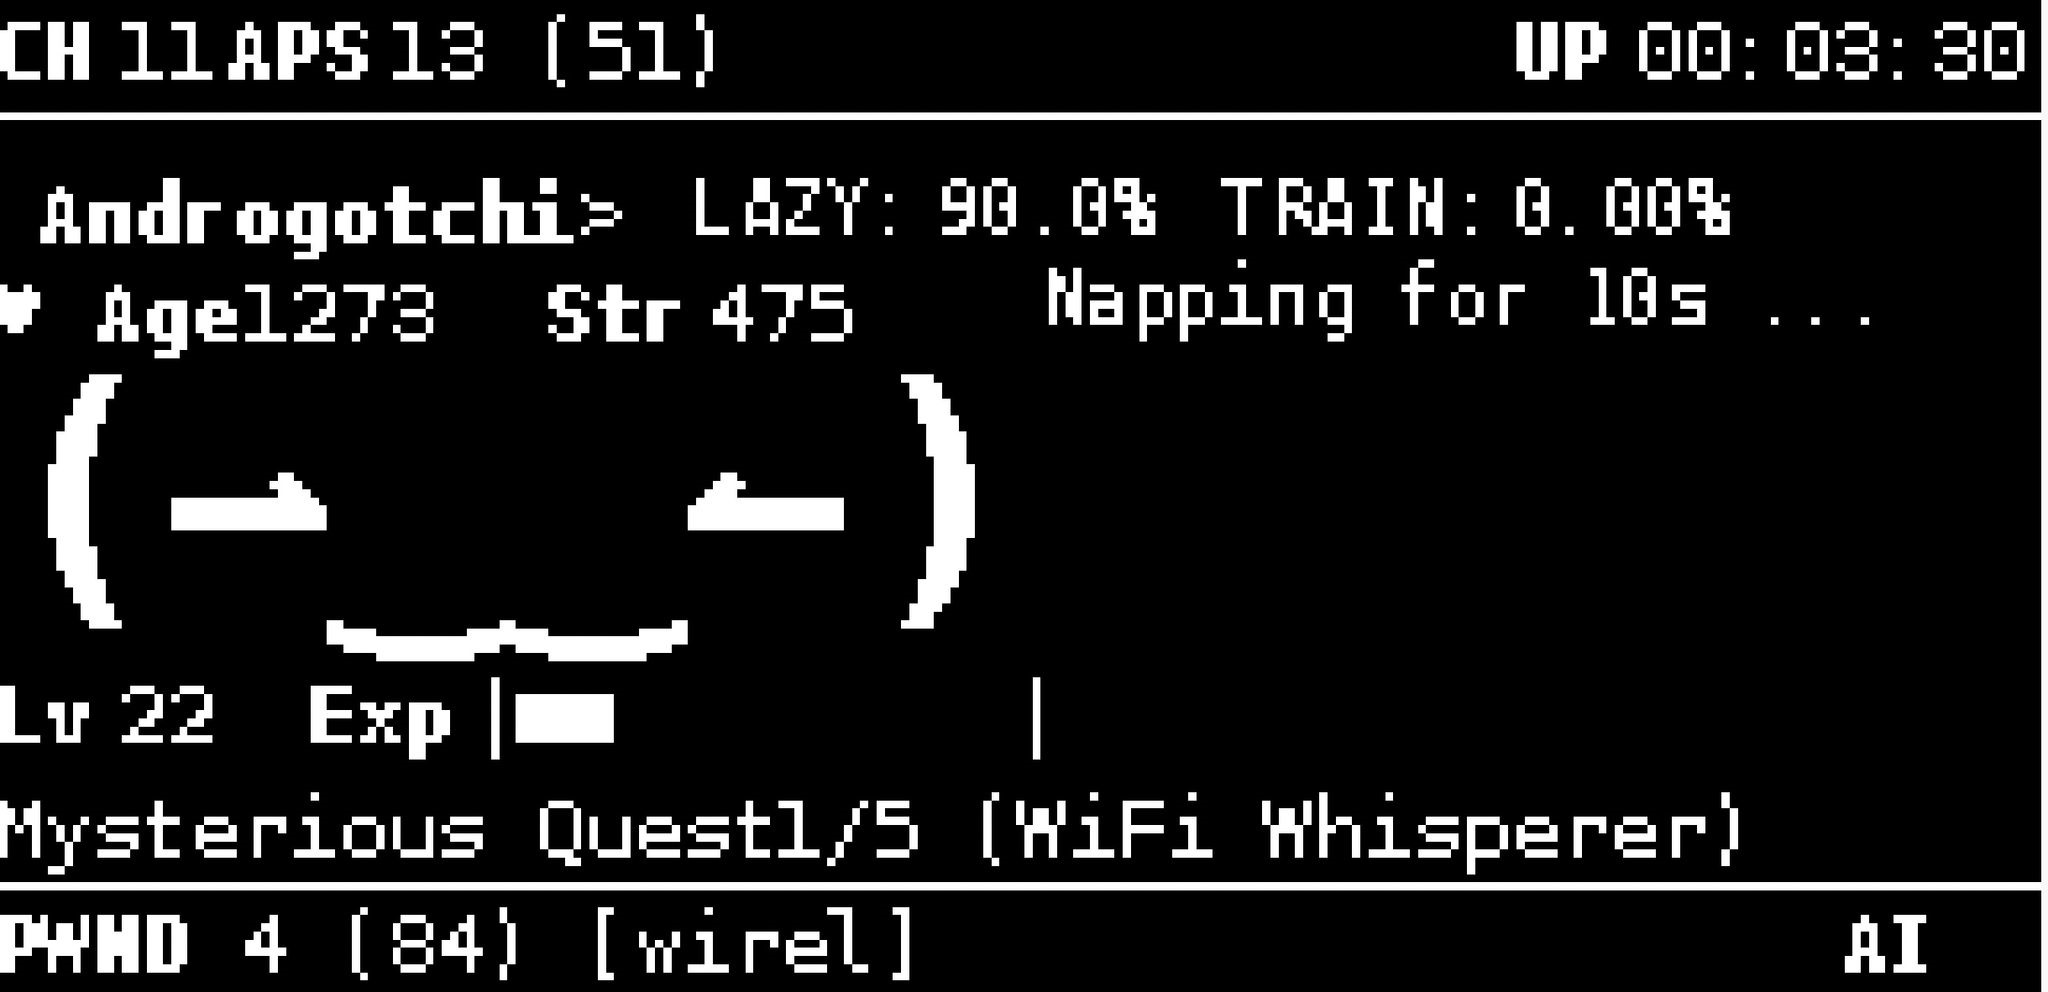 CH 11 APS 13 (51) UP 00:03:30
Androgotchi> LAZY: 90.0% TRAIN:0.00%
♥ Age1273 Str 475 Napping for 10s ...
Lv 22 Exp | |
Mysterious Quest1/5 (WiFi Whisperer)
PWND 4 (84) [wirel] AI